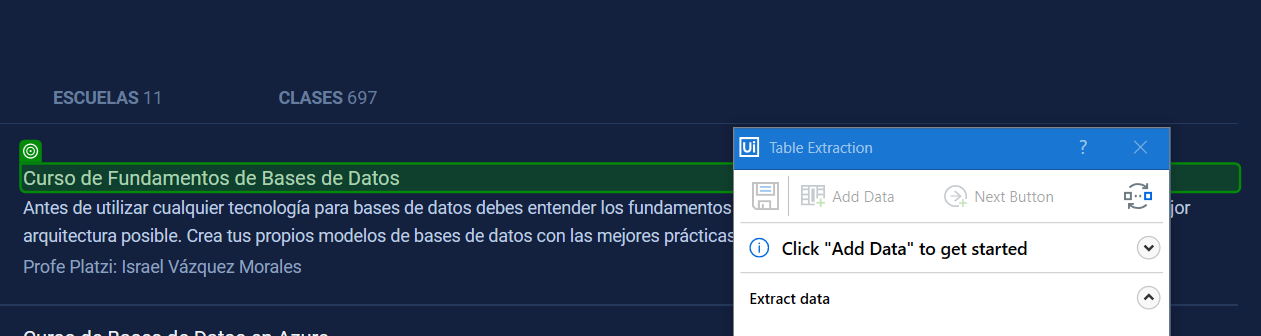 ESCUELAS 11 CLASES 697
Curso de Fundamentos de Bases de Datos
Antes de utilizar cualquier tecnología para bases de datos debes entender los fundamentos
jor
arquitectura posible. Crea tus propios modelos de bases de datos con las mejores prácticas
Profe Platzi: Israel Vázquez Morales
Curso de Bases de Datos en Azure
Ui Table Extraction ?
Add Data Next Button
Click "Add Data" to get started
Extract data